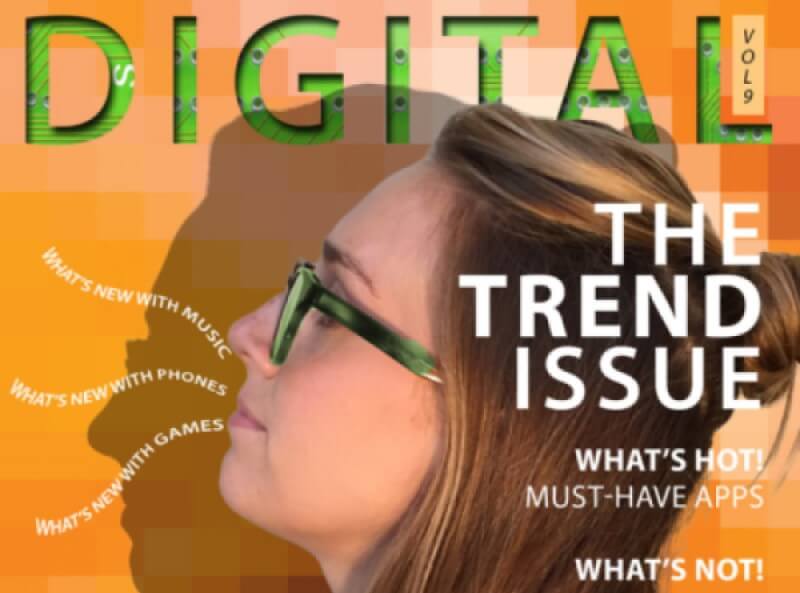 DIGITAL
VOL9
THE
TREND
ISSUE
WHAT'S NEW WITH MUSIC
WHAT'S NEW WITH PHONES
WHAT'S NEW WITH GAMES
WHAT'S HOT!
MUST-HAVE APPS
WHAT'S NOT!